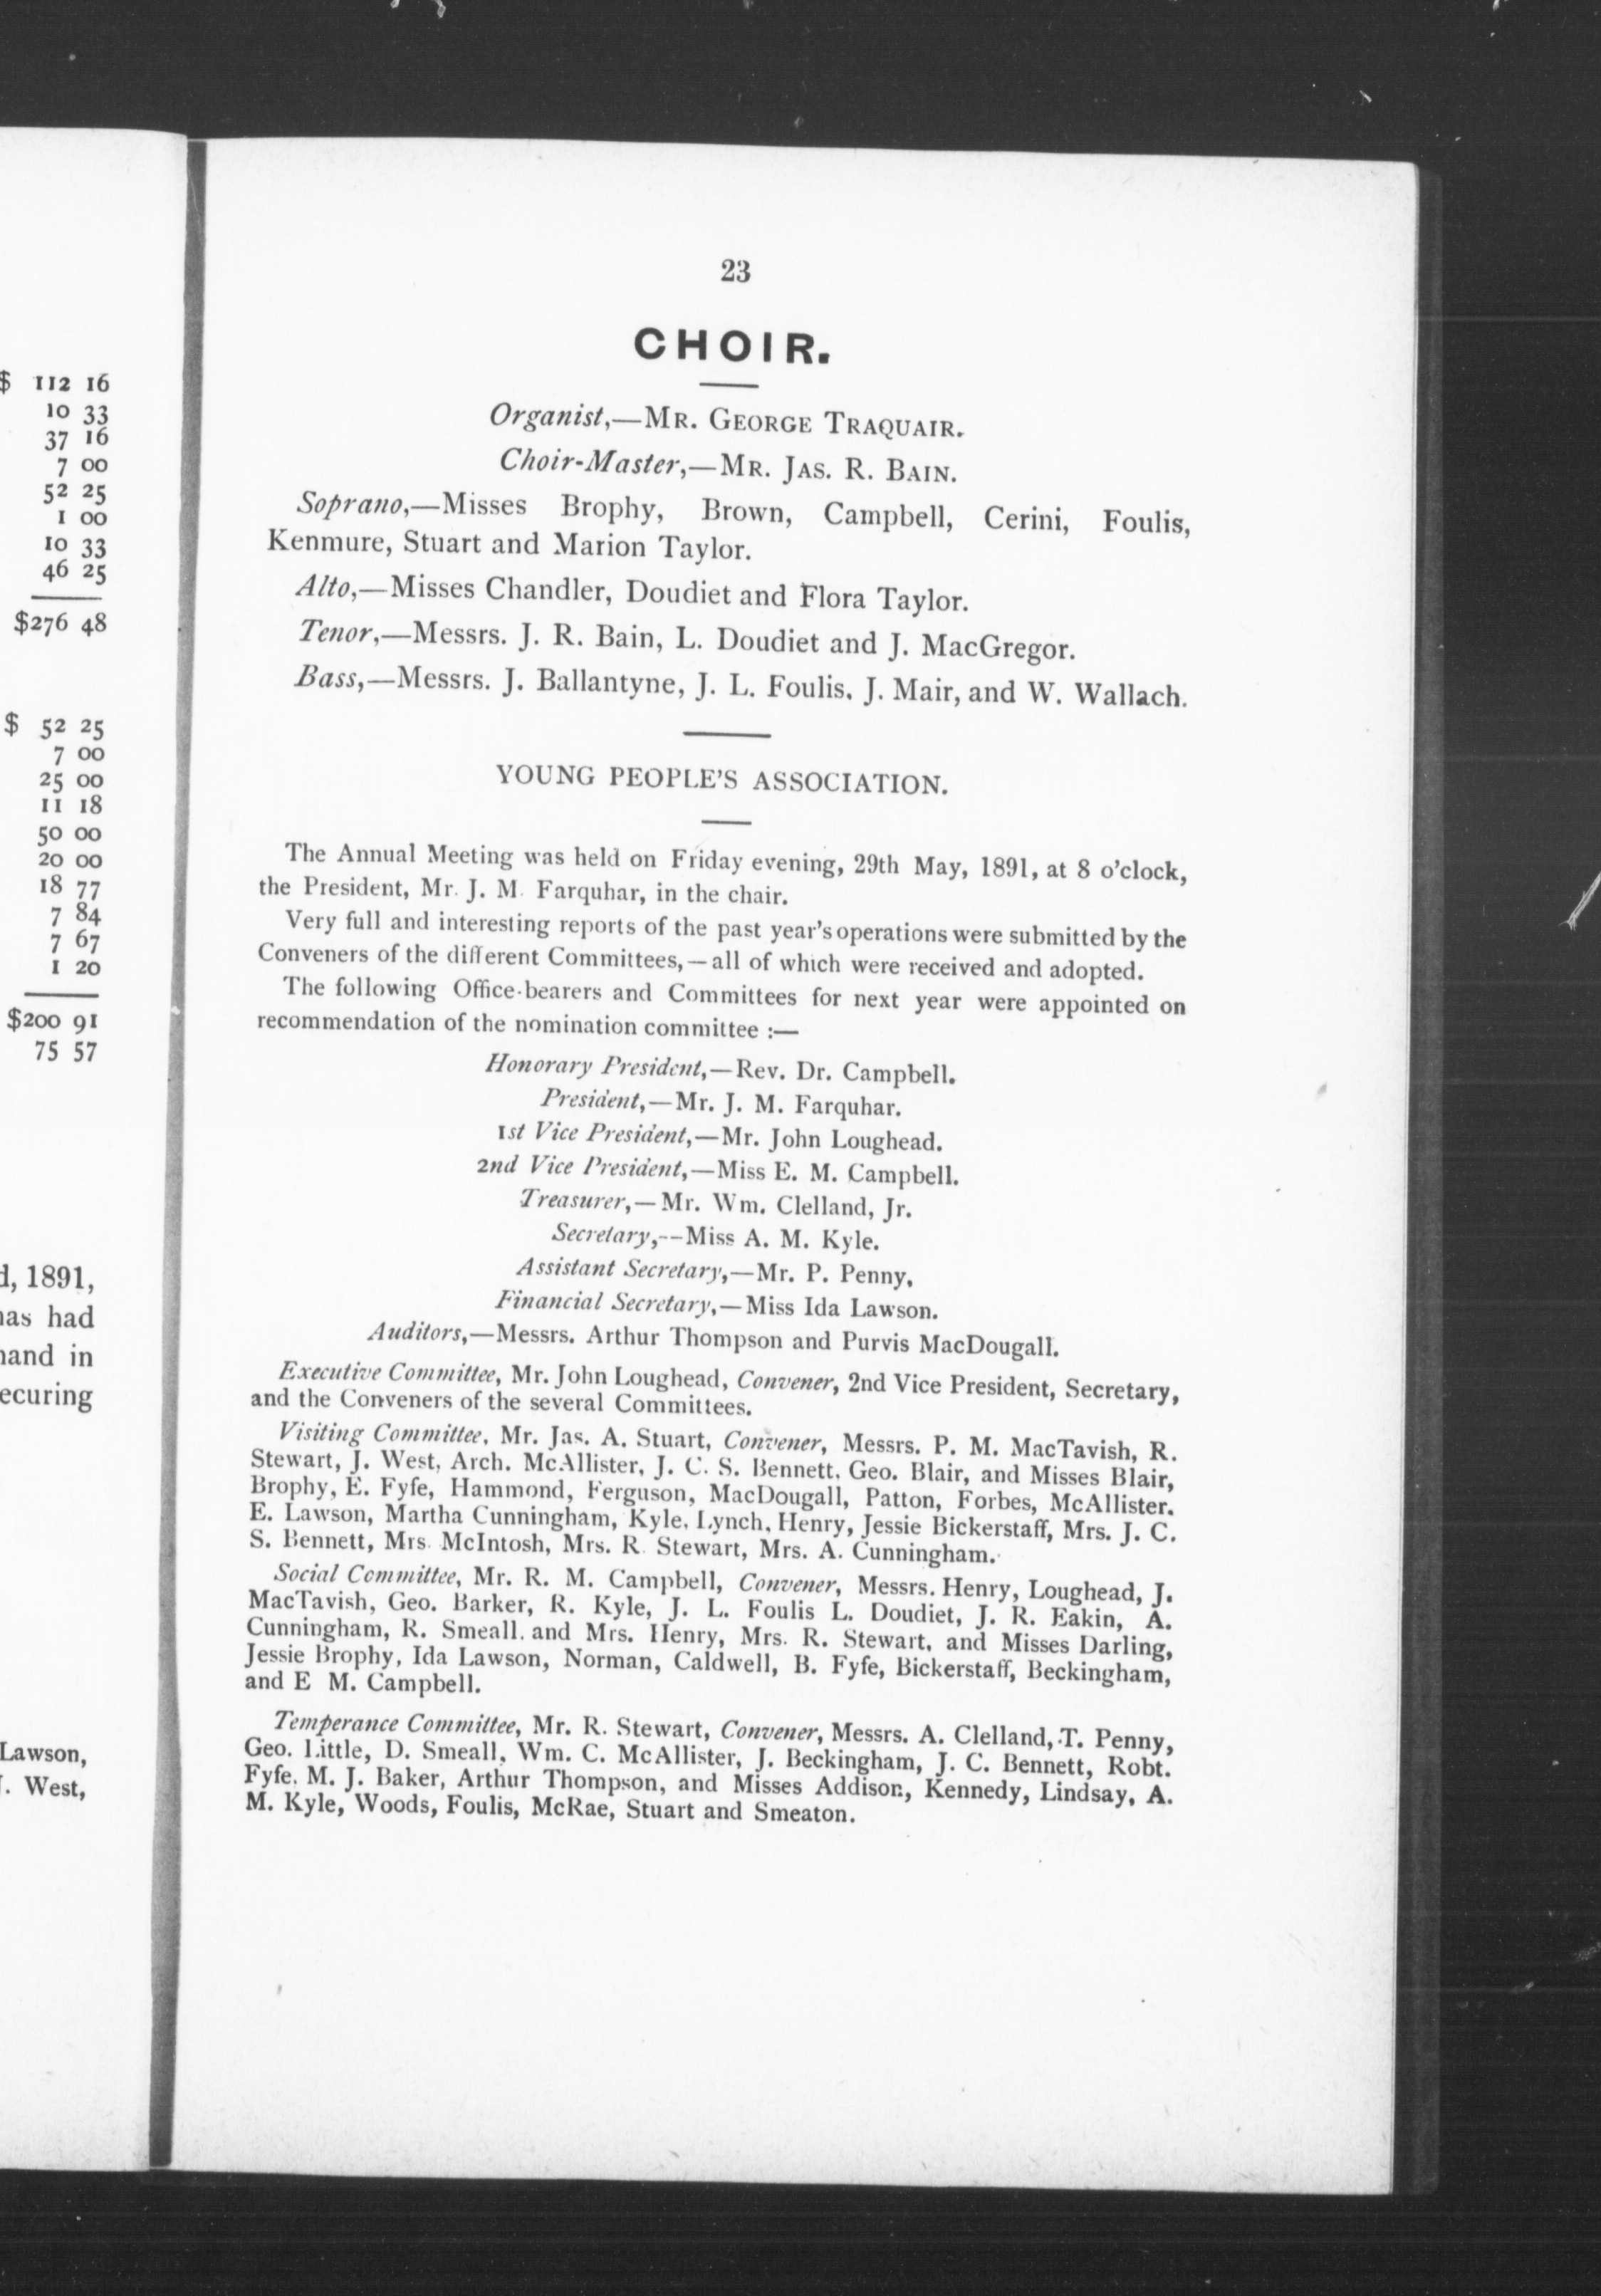 $ 112 16
10 33
37 16
7 00
52 25
1 00
10 33
46 25
$276 48
$ 52 25
7 00
25 00
11 18
50 00
20 00
18 77
7 84
7 67
1 20
$200 91
75 57
d, 1891,
has had
hand in
ecuring
Lawson,
J. West,
23
CHOIR.
Organist,—MR. GEORGE TRAQUAIR.
Choir-Master,—MR. JAS. R. BAIN.
Soprano,—Misses Brophy, Brown, Campbell, Cerini, Foulis,
Kenmure, Stuart and Marion Taylor.
Alto,—Misses Chandler, Doudiet and Flora Taylor.
Tenor,—Messrs. J. R. Bain, L. Doudiet and J. MacGregor.
Bass,—Messrs. J. Ballantyne, J. L. Foulis, J. Mair, and W. Wallach.
YOUNG PEOPLE'S ASSOCIATION.
The Annual Meeting was held on Friday evening, 29th May, 1891, at 8 o'clock,
the President, Mr. J. M. Farquhar, in the chair.
Very full and interesting reports of the past year's operations were submitted by the
Conveners of the different Committees,—all of which were received and adopted.
The following Office-bearers and Committees for next year were appointed on
recommendation of the nomination committee :—
Honorary President,—Rev. Dr. Campbell.
President,—Mr. J. M. Farquhar.
1st Vice President,—Mr. John Loughead.
2nd Vice President,—Miss E. M. Campbell.
Treasurer,—Mr. Wm. Clelland, Jr.
Secretary,--Miss A. M. Kyle.
Assistant Secretary,—Mr. P. Penny,
Financial Secretary,—Miss Ida Lawson.
Auditors,—Messrs. Arthur Thompson and Purvis MacDougall.
Executive Committee, Mr. John Loughead, Convener, 2nd Vice President, Secretary,
and the Conveners of the several Committees.
Visiting Committee, Mr. Jas. A. Stuart, Convener, Messrs. P. M. MacTavish, R.
Stewart, J. West, Arch. McAllister, J. C. S. Bennett, Geo. Blair, and Misses Blair,
Brophy, E. Fyfe, Hammond, Ferguson, MacDougall, Patton, Forbes, McAllister.
E. Lawson, Martha Cunningham, Kyle, Lynch, Henry, Jessie Bickerstaff, Mrs. J. C.
S. Bennett, Mrs. McIntosh, Mrs. R. Stewart, Mrs. A. Cunningham.
Social Committee, Mr. R. M. Campbell, Convener, Messrs. Henry, Loughead, J.
MacTavish, Geo. Barker, R. Kyle, J. L. Foulis L. Doudiet, J. R. Eakin, A.
Cunningham, R. Smeall, and Mrs. Henry, Mrs. R. Stewart, and Misses Darling,
Jessie Brophy, Ida Lawson, Norman, Caldwell, B. Fyfe, Bickerstaff, Beckingham,
and E M. Campbell.
Temperance Committee, Mr. R. Stewart, Convener, Messrs. A. Clelland, T. Penny,
Geo. Little, D. Smeall, Wm. C. McAllister, J. Beckingham, J. C. Bennett, Robt.
Fyfe, M. J. Baker, Arthur Thompson, and Misses Addison, Kennedy, Lindsay, A.
M. Kyle, Woods, Foulis, McRae, Stuart and Smeaton.